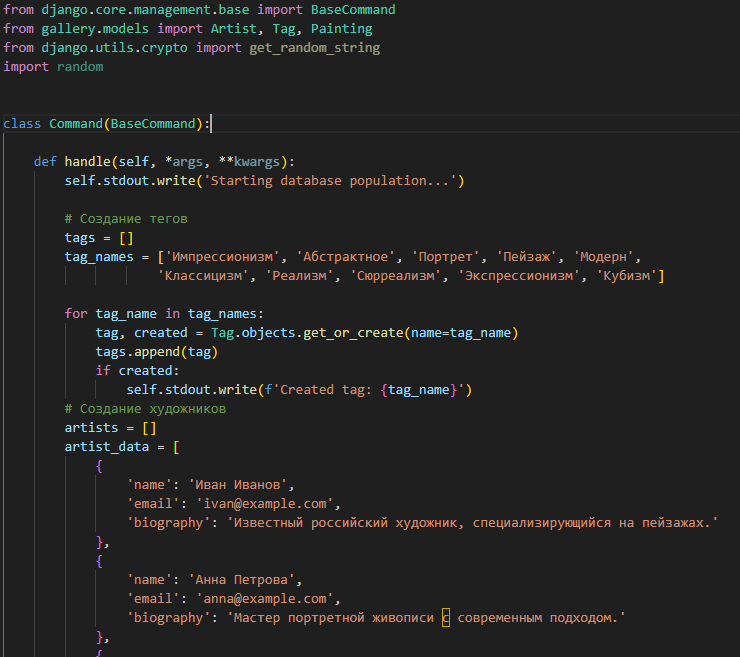 from django.core.management.base import BaseCommand
from gallery.models import Artist, Tag, Painting
from django.utils.crypto import get_random_string
import random
class Command(BaseCommand):
    def handle(self, *args, **kwargs):
        self.stdout.write('Starting database population...')
        # Создание тегов
        tags = []
        tag_names = ['Импрессионизм', 'Абстрактное', 'Портрет', 'Пейзаж', 'Модерн',
                    'Классицизм', 'Реализм', 'Сюрреализм', 'Экспрессионизм', 'Кубизм']
        for tag_name in tag_names:
            tag, created = Tag.objects.get_or_create(name=tag_name)
            tags.append(tag)
            if created:
                self.stdout.write(f'Created tag: {tag_name}')
        # Создание художников
        artists = []
        artist_data = [
            {
                'name': 'Иван Иванов',
                'email': 'ivan@example.com',
                'biography': 'Известный российский художник, специализирующийся на пейзажах.'
            },
            {
                'name': 'Анна Петрова',
                'email': 'anna@example.com',
                'biography': 'Мастер портретной живописи с современным подходом.'
            },
            {